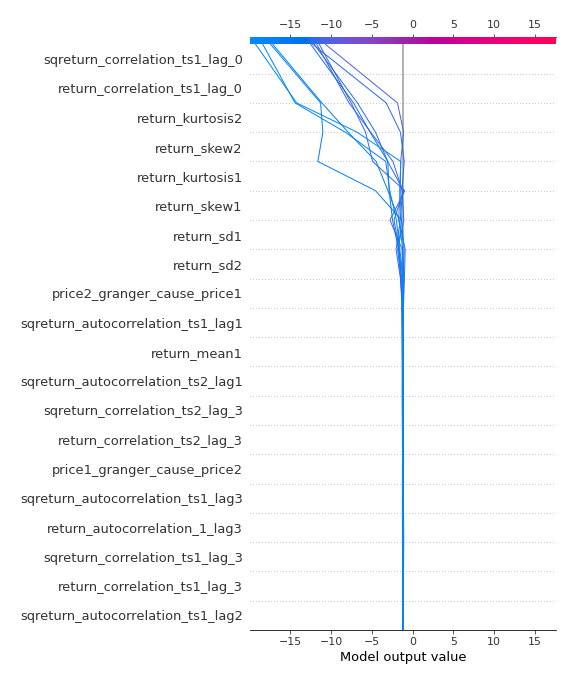 −15 −10 −5 0 5 10 15
sqreturn_correlation_ts1_lag_0
return_correlation_ts1_lag_0
return_kurtosis2
return_skew2
return_kurtosis1
return_skew1
return_sd1
return_sd2
price2_granger_cause_price1
sqreturn_autocorrelation_ts1_lag1
return_mean1
sqreturn_autocorrelation_ts2_lag1
sqreturn_correlation_ts2_lag_3
return_correlation_ts2_lag_3
price1_granger_cause_price2
sqreturn_autocorrelation_ts1_lag3
return_autocorrelation_1_lag3
sqreturn_correlation_ts1_lag_3
return_correlation_ts1_lag_3
sqreturn_autocorrelation_ts1_lag2
−15 −10 −5 0 5 10 15
Model output value